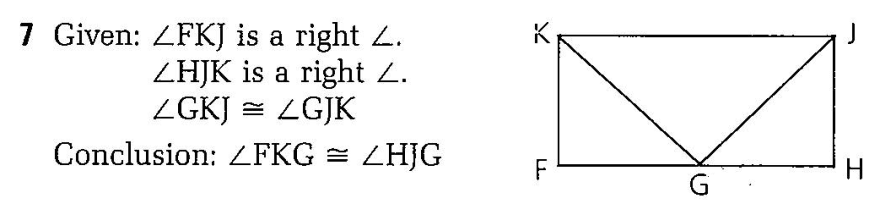 7 Given: ∠FKJ is a right ∠.
∠HJK is a right ∠.
∠GKJ ≅ ∠GJK
Conclusion: ∠FKG ≅ ∠HJG
K
J
F
G
H